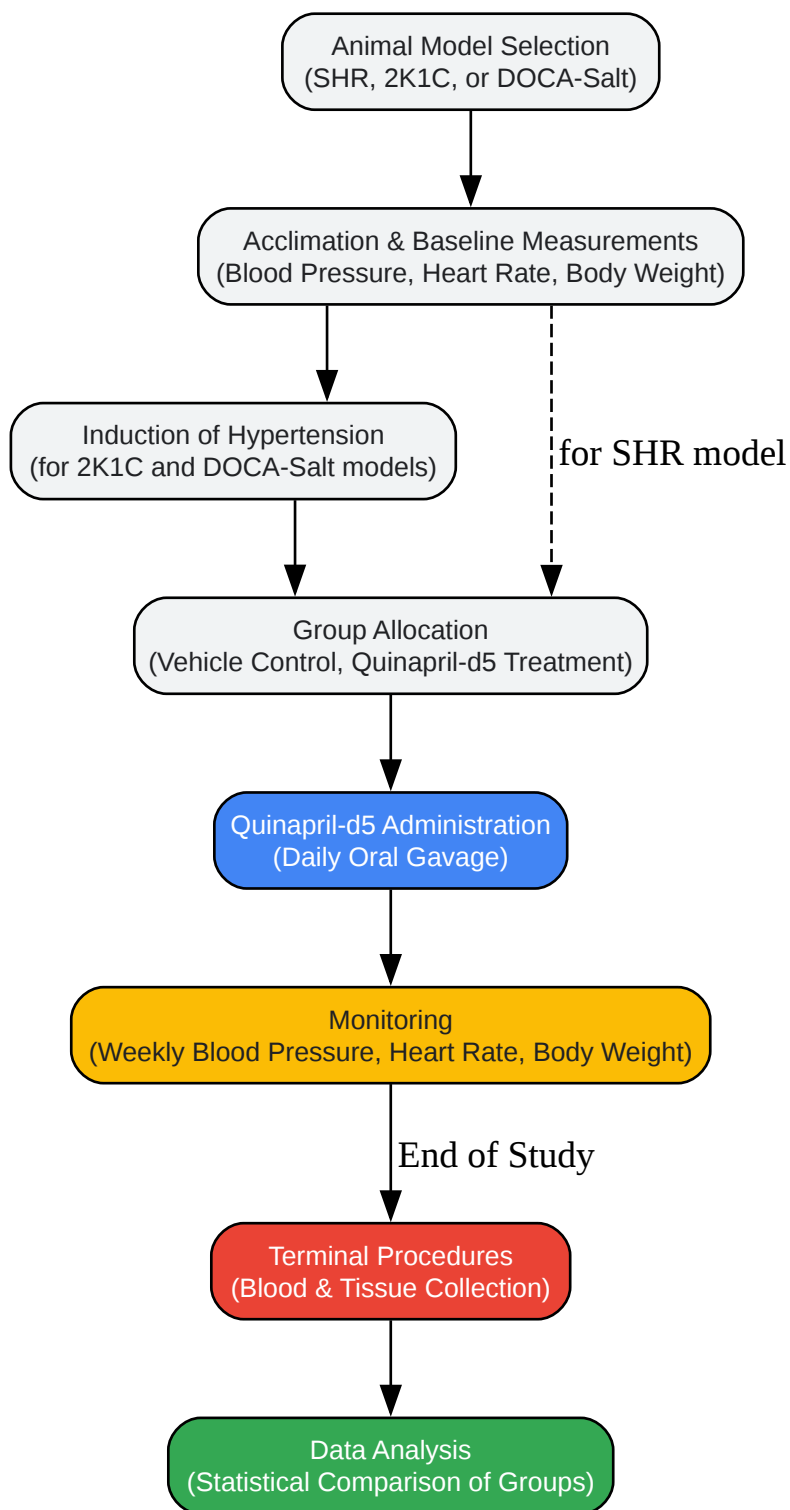 Animal Model Selection
(SHR, 2K1C, or DOCA-Salt)
Acclimation & Baseline Measurements
(Blood Pressure, Heart Rate, Body Weight)
Induction of Hypertension
(for 2K1C and DOCA-Salt models)
for SHR model
Group Allocation
(Vehicle Control, Quinapril-d5 Treatment)
Quinapril-d5 Administration
(Daily Oral Gavage)
Monitoring
(Weekly Blood Pressure, Heart Rate, Body Weight)
End of Study
Terminal Procedures
(Blood & Tissue Collection)
Data Analysis
(Statistical Comparison of Groups)